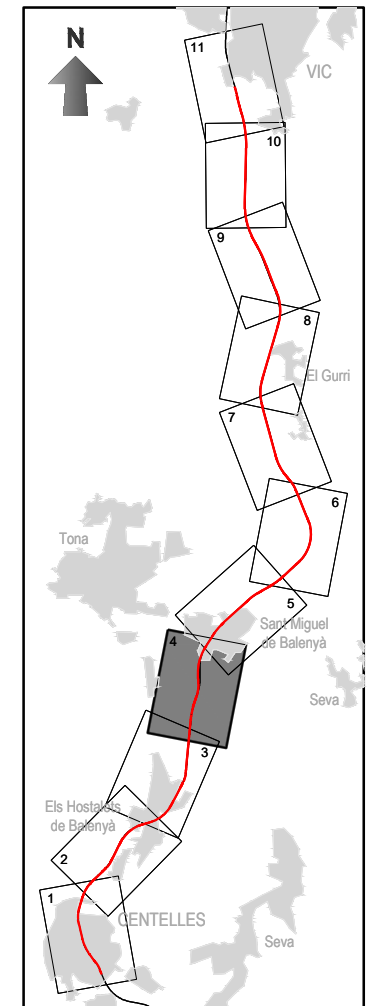 N
11
VIC
10
9
8
El Gurri
7
6
Tona
5
Sant Miguel
de Balenyà
4
Seva
3
Els Hostalets
de Balenyà
2
1
CENTELLES
Seva